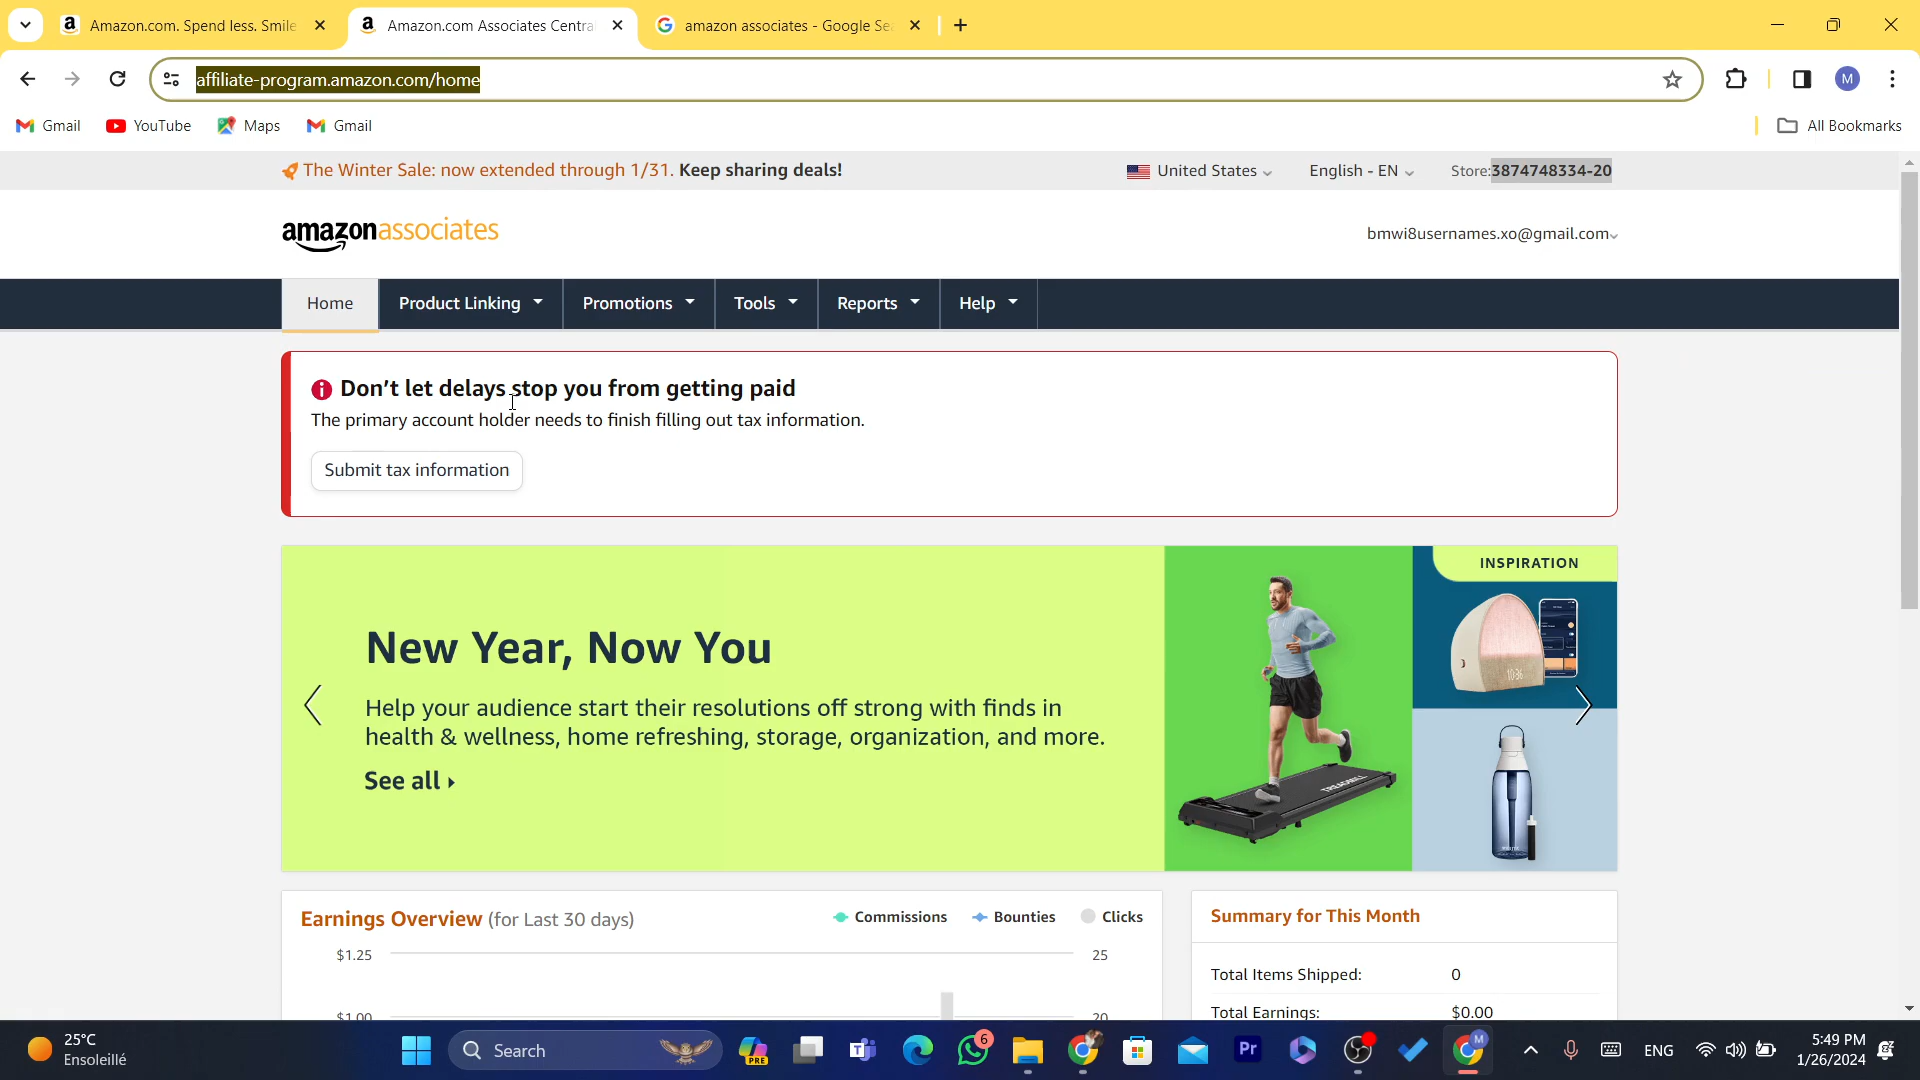 Amazon.com. Spend less. Smile
Amazon.com Associates Centra
amazon associates - Google Sea
affiliate-program.amazon.com/home
M
Gmail
YouTube
Maps
Gmail
All Bookmarks
The Winter Sale: now extended through 1/31. Keep sharing deals!
United States
English - EN
Store:3874748334-20
amazonassociates
bmwi8usernames.xo@gmail.com
Home
Product Linking
Promotions
Tools
Reports
Help
Don't let delays stop you from getting paid
The primary account holder needs to finish filling out tax information.
Submit tax information
INSPIRATION
New Year, Now You
Help your audience start their resolutions off strong with finds in
health & wellness, home refreshing, storage, organization, and more.
See all
TREADMILL
10:36
Earnings Overview (for Last 30 days)
Commissions
Bounties
Clicks
$1.25
25
$1.00
20
Summary for This Month
Total Items Shipped: 0
Total Earnings: $0.00
25°C
Ensoleillé
Search
PRE
6
Pr
M
ENG
5:49 PM
1/26/2024